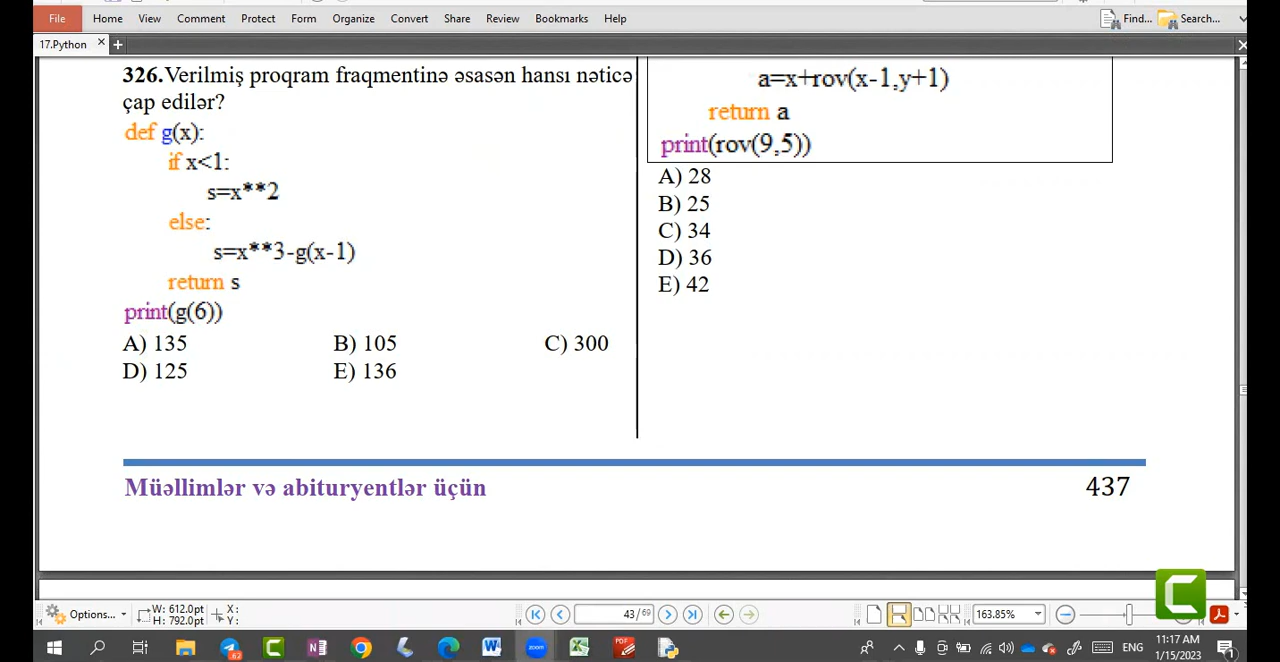 File Home View Comment Protect Form Organize Convert Share Review Bookmarks Help
Find... Search...
17.Python
326.Verilmiş proqram fraqmentinə əsasən hansı nəticə
çap edilər?
def g(x):
if x<1:
s=x**2
else:
s=x**3-g(x-1)
return s
print(g(6))
A) 135 B) 105 C) 300
D) 125 E) 136
a=x+rov(x-1,y+1)
return a
print(rov(9,5))
A) 28
B) 25
C) 34
D) 36
E) 42
Müəllimlər və abituryentlər üçün 437
Options... W: 612.0pt H: 792.0pt X: Y: 43/69 163.85%
ENG 11:17 AM
1/15/2023